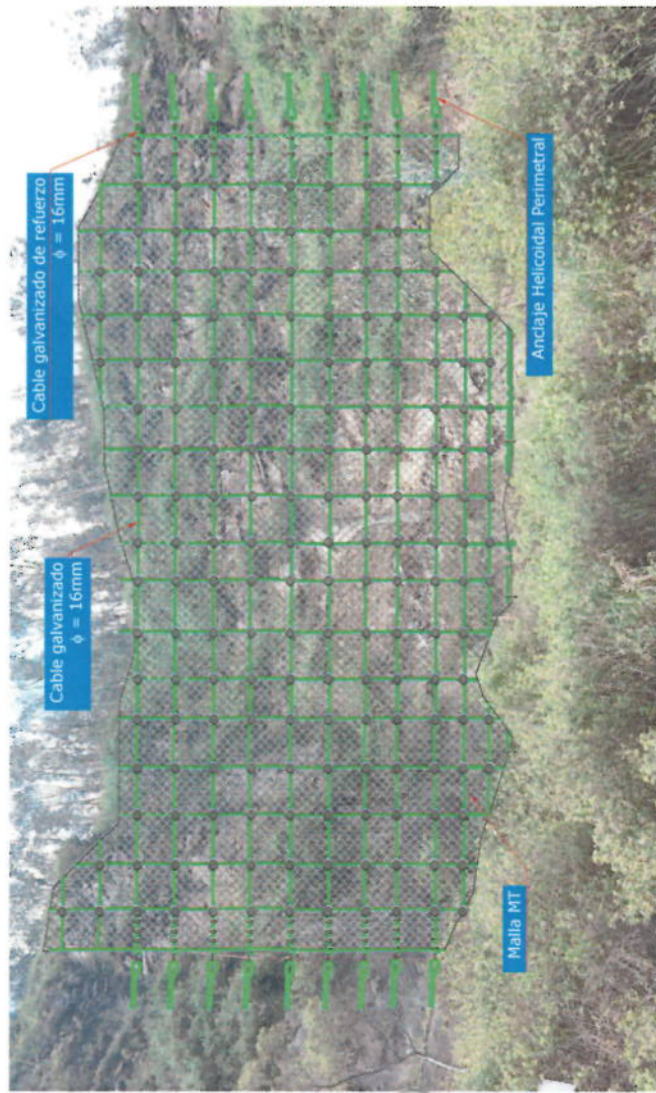 Cable galvanizado
ϕ = 16mm
Cable galvanizado de refuerzo
ϕ = 16mm
Malla MT
Anclaje Helicoidal Perimetral